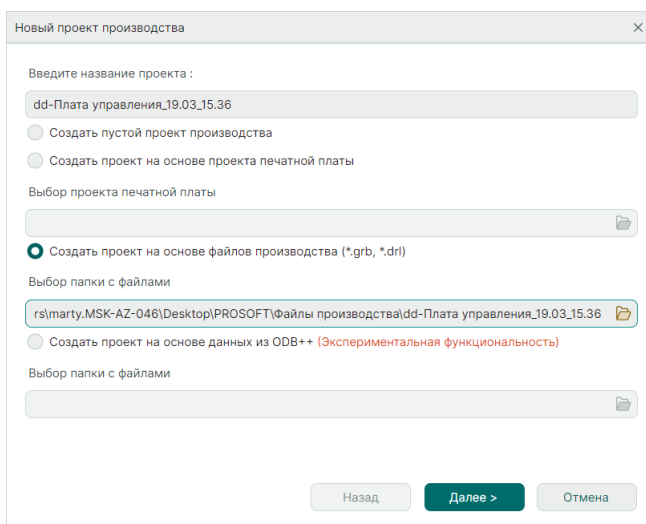 Новый проект производства
Введите название проекта :
dd-Плата управления_19.03_15.36
Создать пустой проект производства
Создать проект на основе проекта печатной платы
Выбор проекта печатной платы
Создать проект на основе файлов производства (*.grb, *.drl)
Выбор папки с файлами
rs\marty.MSK-AZ-046\Desktop\PROSOFT\Файлы производства\dd-Плата управления_19.03_15.36
Создать проект на основе данных из ODB++ (Экспериментальная функциональность)
Выбор папки с файлами
Назад Далее > Отмена